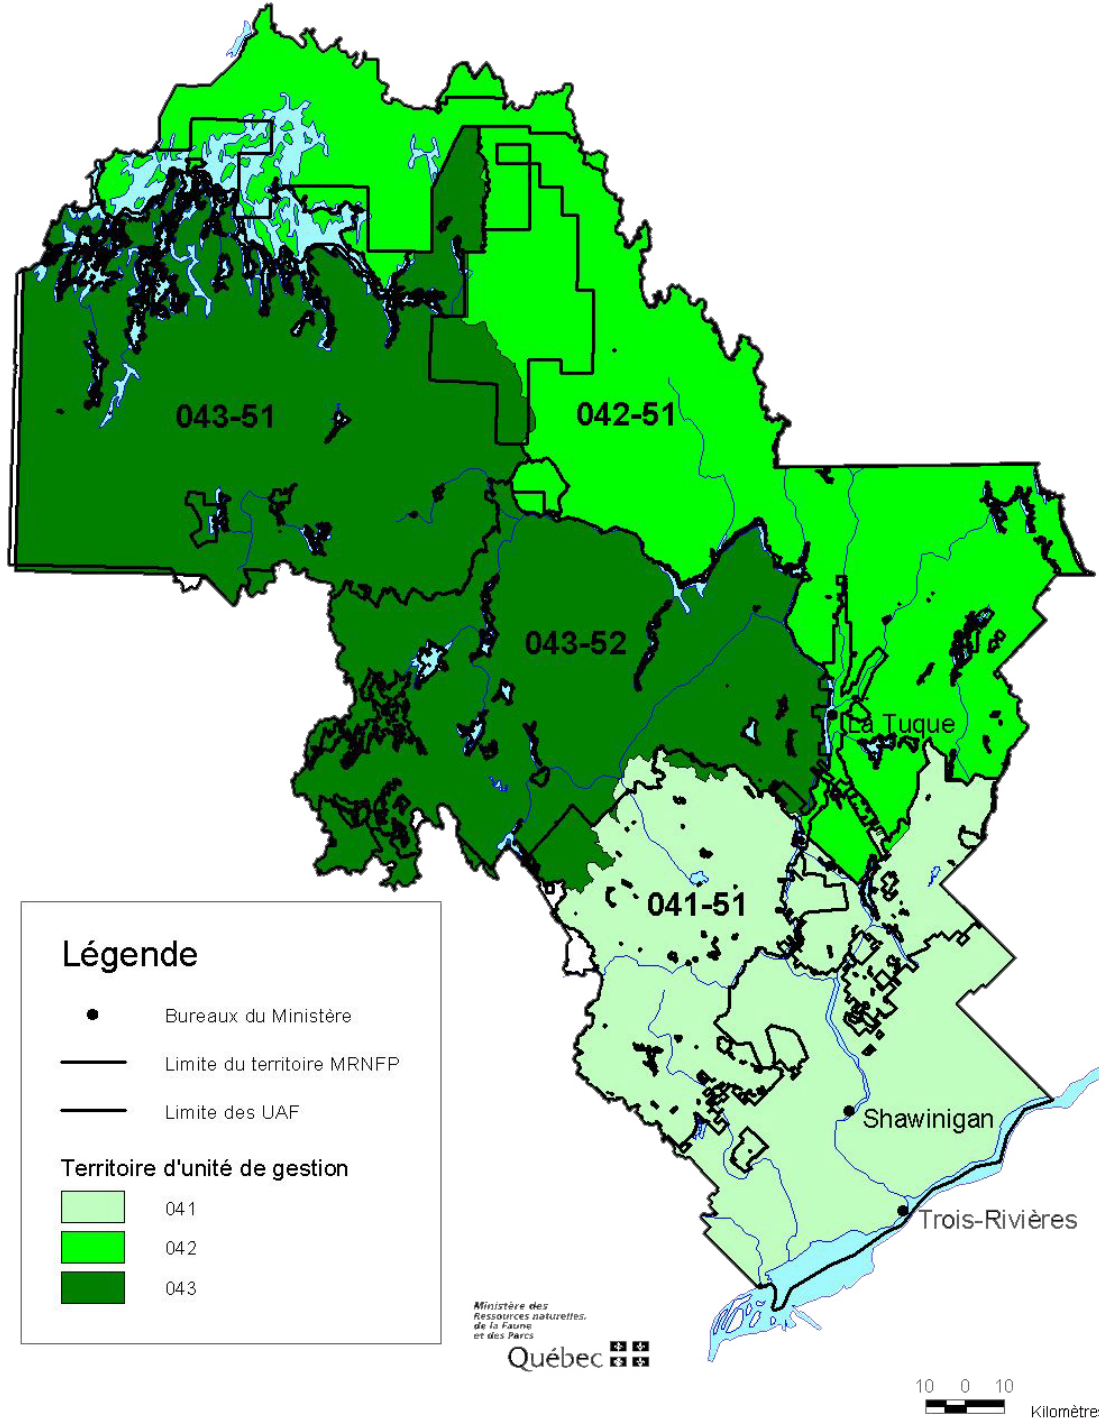 043-51
042-51
043-52
La Tuque
041-51
Légende
Bureaux du Ministère
Limite du territoire MRNFP
Limite des UAF
Territoire d'unité de gestion
041
042
043
Shawinigan
Trois-Rivières
Ministère des
Ressources naturelles,
de la Faune
et des Parcs
Québec
10 0 10
Kilomètres